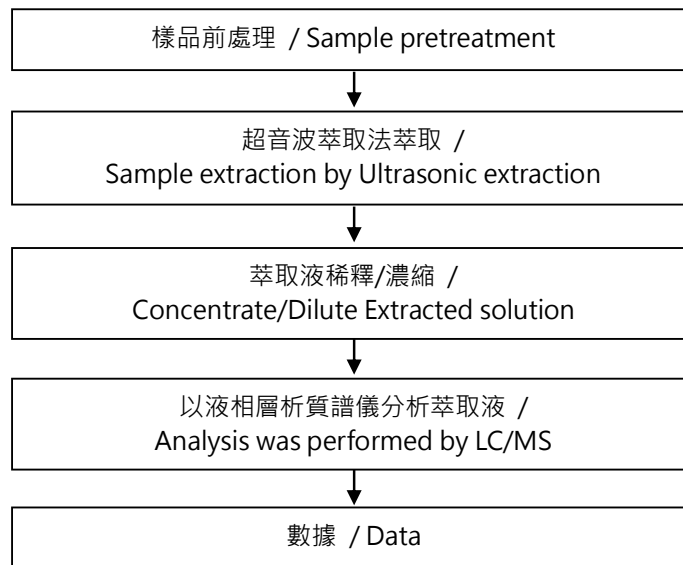 樣品前處理 / Sample pretreatment
超音波萃取法萃取 /
Sample extraction by Ultrasonic extraction
萃取液稀釋/濃縮 /
Concentrate/Dilute Extracted solution
以液相層析質譜儀分析萃取液 /
Analysis was performed by LC/MS
數據 / Data